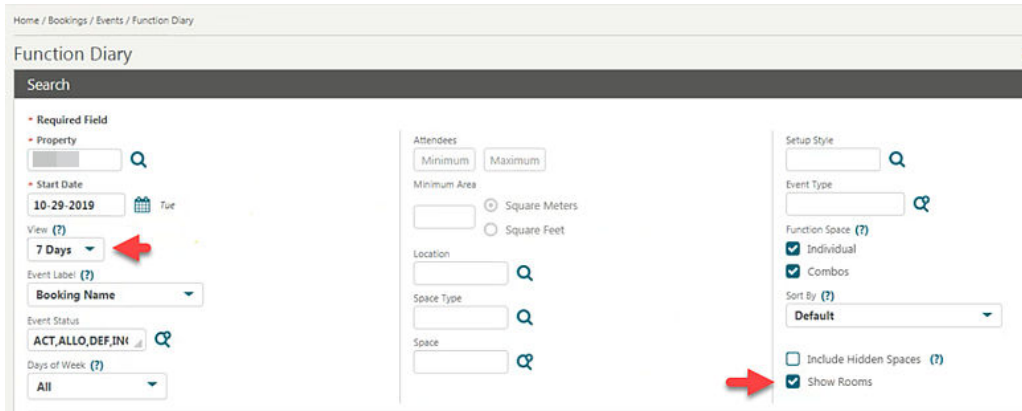 Home / Bookings / Events / Function Diary
Function Diary
Search
* Required Field
* Property
* Start Date
10-29-2019 Tue
View (?)
7 Days
Event Label (?)
Booking Name
Event Status
ACT,ALLO,DEF,IN(
Days of Week (?)
All
Attendees
Minimum Maximum
Minimum Area
Square Meters
Square Feet
Location
Space Type
Space
Setup Style
Event Type
Function Space (?)
Individual
Combos
Sort By (?)
Default
Include Hidden Spaces (?)
Show Rooms